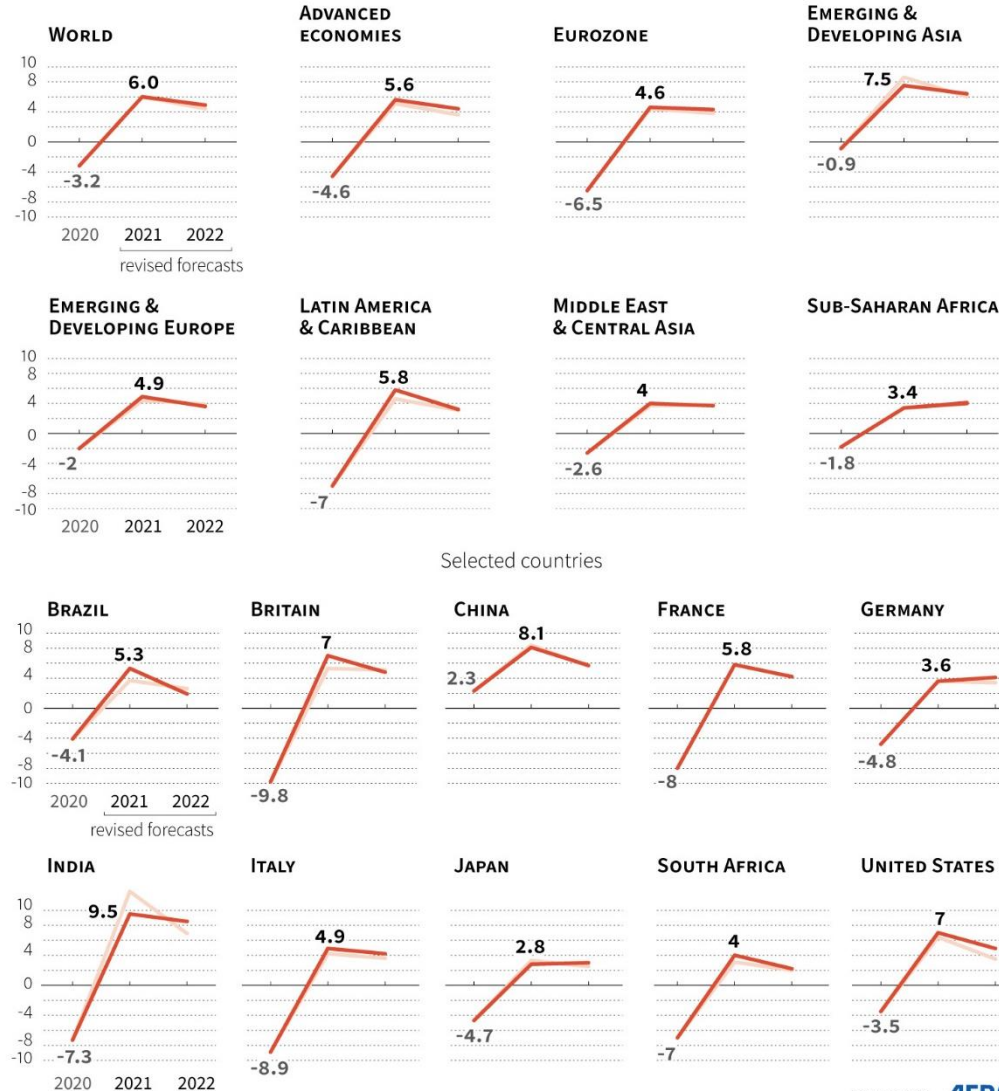 WORLD
ADVANCED
ECONOMIES
EUROZONE
EMERGING &
DEVELOPING ASIA
10
8
4
0
-4
-8
-10
6.0
-3.2
5.6
-4.6
4.6
-6.5
7.5
-0.9
2020 2021 2022
revised forecasts
EMERGING &
DEVELOPING EUROPE
LATIN AMERICA
& CARIBBEAN
MIDDLE EAST
& CENTRAL ASIA
SUB-SAHARAN AFRICA
10
8
4
0
-4
-8
-10
4.9
-2
5.8
-7
4
-2.6
3.4
-1.8
2020 2021 2022
Selected countries
BRAZIL
BRITAIN
CHINA
FRANCE
GERMANY
10
8
4
0
-4
-8
-10
5.3
-4.1
7
-9.8
8.1
2.3
5.8
-8
3.6
-4.8
2020 2021 2022
revised forecasts
INDIA
ITALY
JAPAN
SOUTH AFRICA
UNITED STATES
10
8
4
0
-4
-8
-10
9.5
-7.3
4.9
-8.9
2.8
-4.7
4
-7
7
-3.5
2020 2021 2022